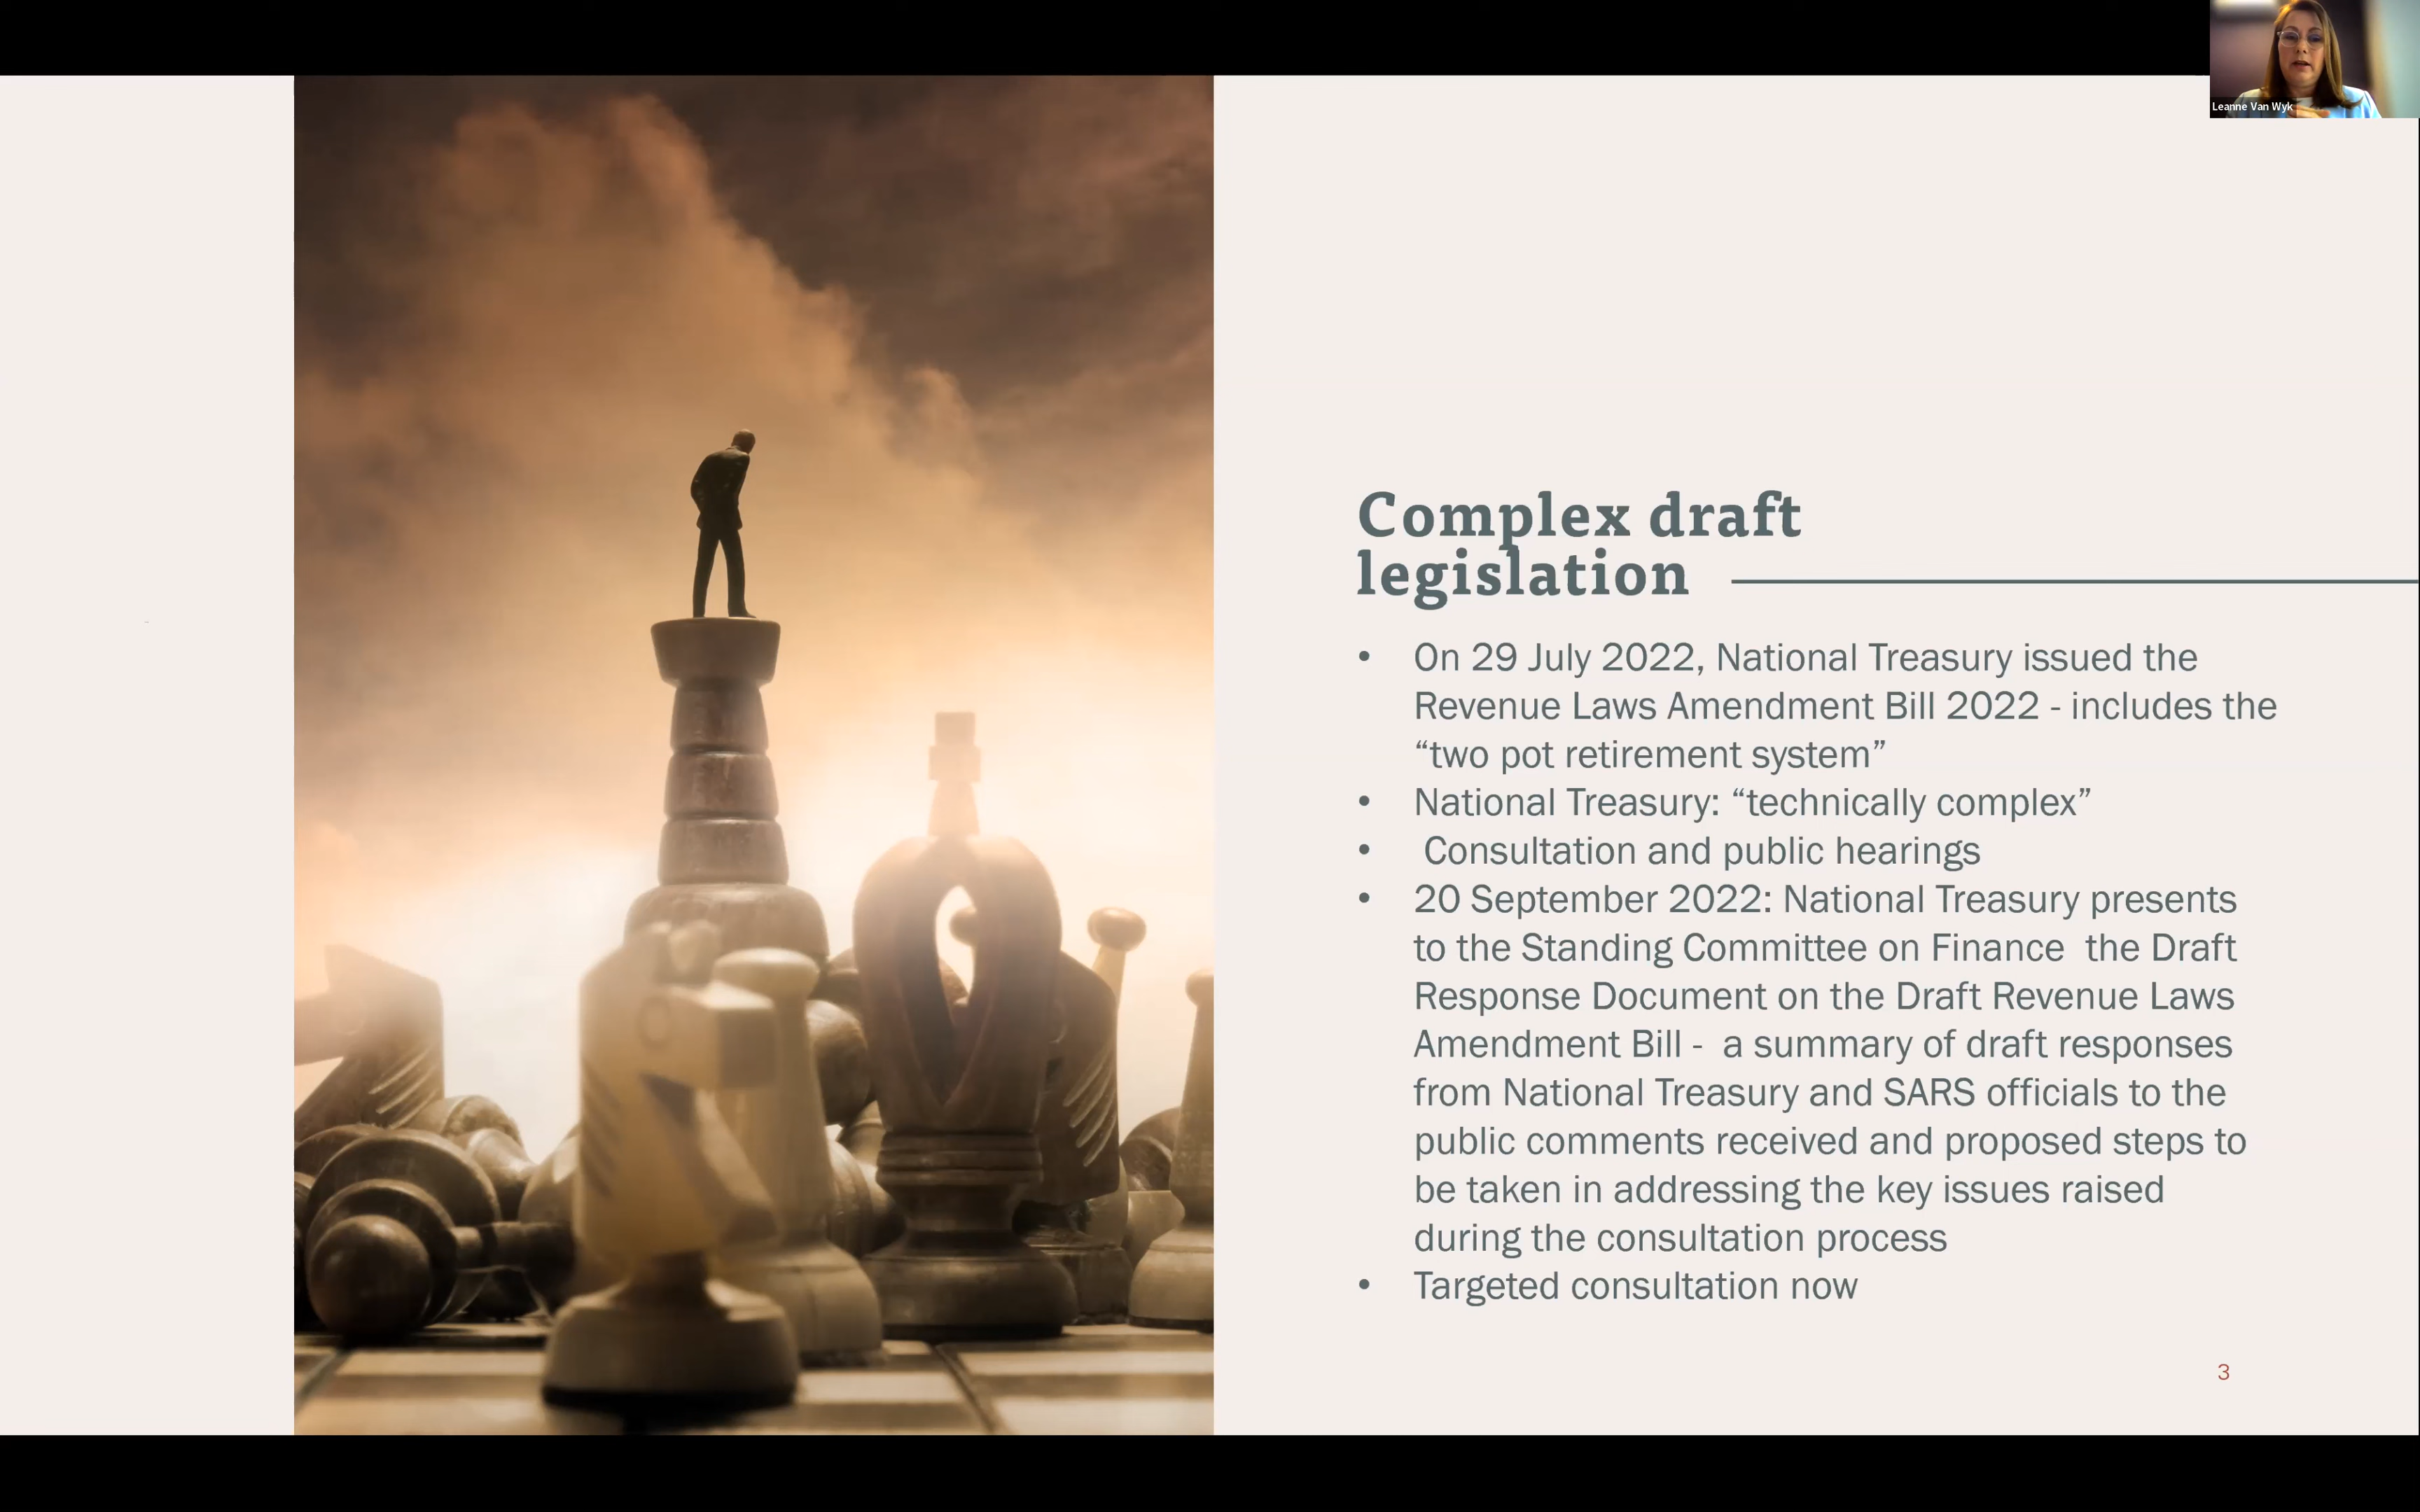 Leanne Van Wyk
Complex draft
legislation
• On 29 July 2022, National Treasury issued the
Revenue Laws Amendment Bill 2022 - includes the
“two pot retirement system”
• National Treasury: “technically complex”
• Consultation and public hearings
• 20 September 2022: National Treasury presents
to the Standing Committee on Finance  the Draft
Response Document on the Draft Revenue Laws
Amendment Bill -  a summary of draft responses
from National Treasury and SARS officials to the
public comments received and proposed steps to
be taken in addressing the key issues raised
during the consultation process
• Targeted consultation now
3